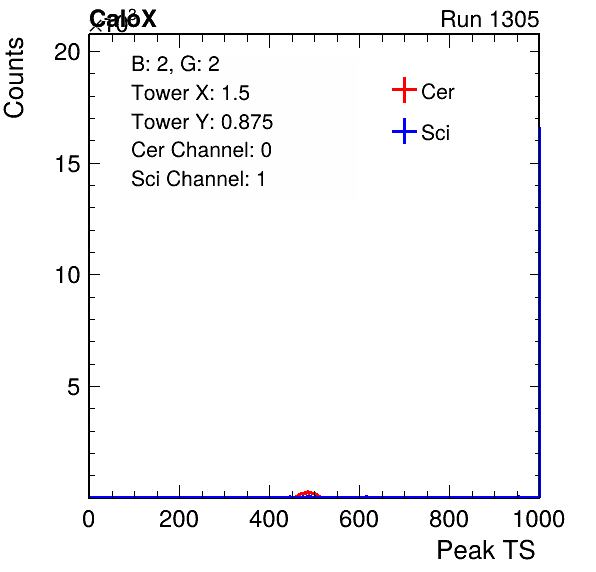 CaloX
×10³
Run 1305
Counts
B: 2, G: 2
Tower X: 1.5
Tower Y: 0.875
Cer Channel: 0
Sci Channel: 1
Cer
Sci
20
15
10
5
0 200 400 600 800 1000
Peak TS